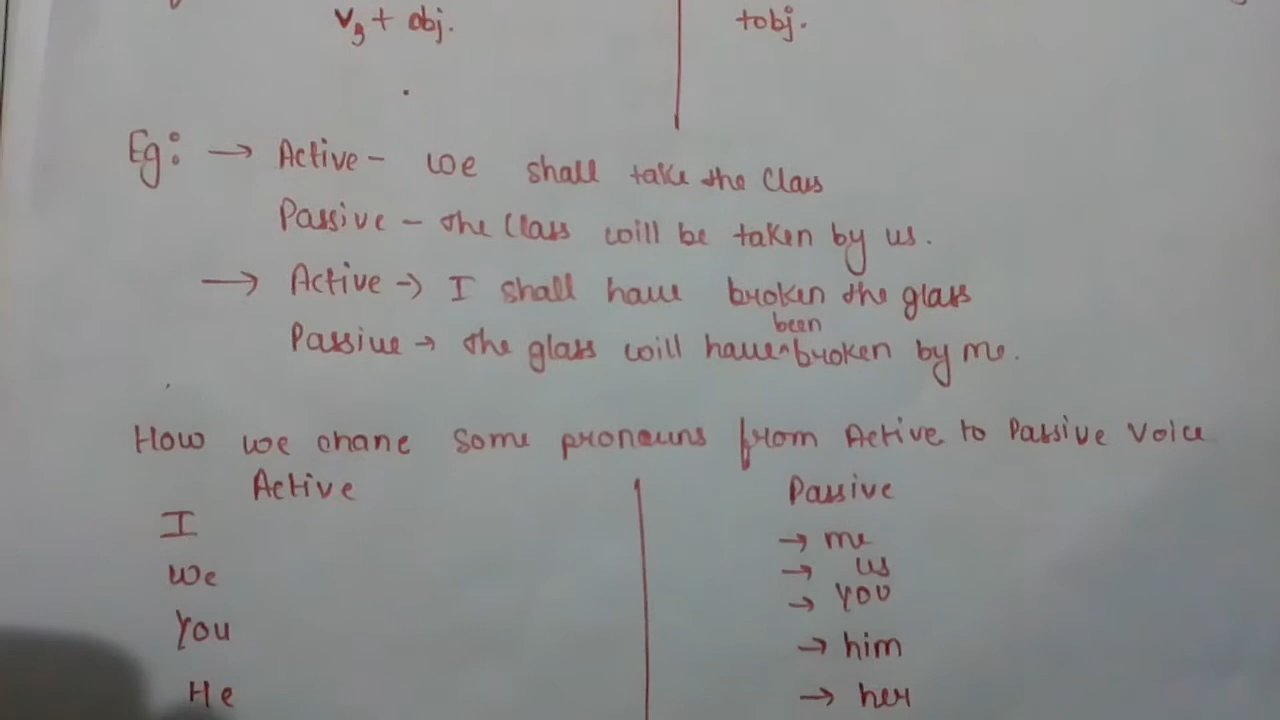 V3 + obj.
+obj.
Eg: → Active - we shall take the Class
Passive - the Class will be taken by us.
→ Active → I shall have broken the glass
Passive → the glass will have ^been broken by me.
How we chane some pronouns from Active to Passive Voice
Active Passive
I → me
We → us
You → YOU
He → him
→ her